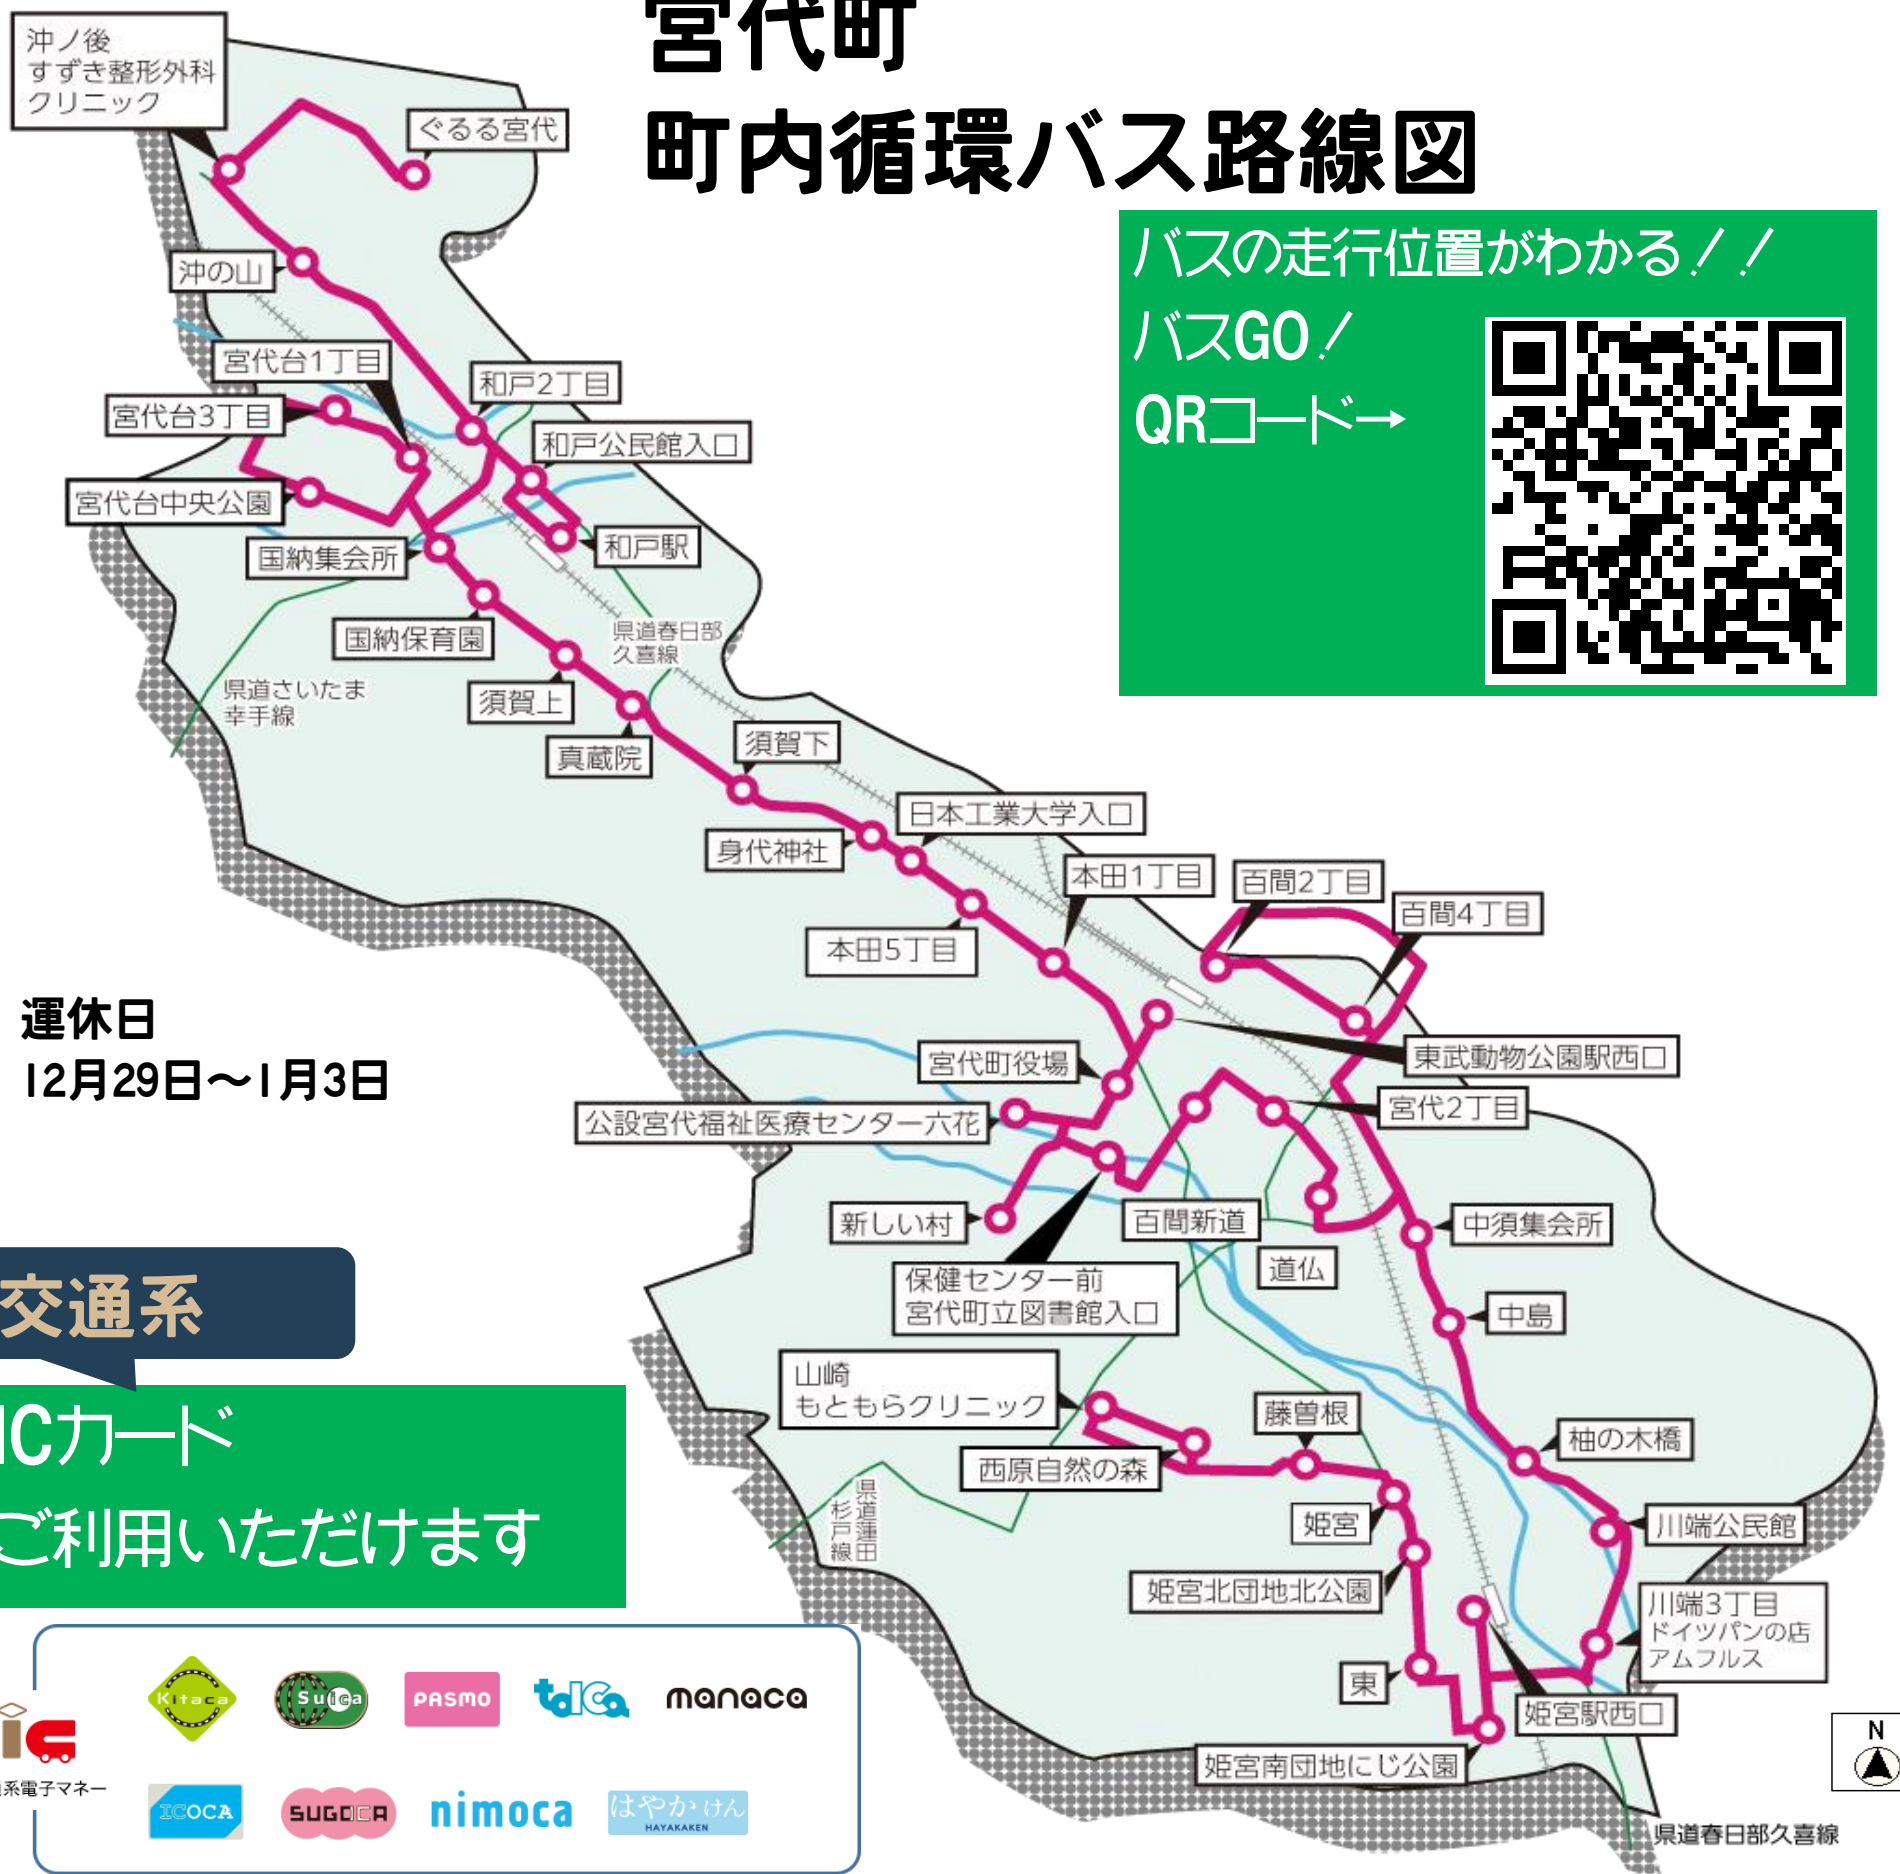 宮代町
町内循環バス路線図
沖ノ後
すずき整形外科
クリニック
ぐるる宮代
バスの走行位置がわかる！！
バスGO！
QRコード→
沖の山
宮代台1丁目
和戸2丁目
宮代台3丁目
和戸公民館入口
宮代台中央公園
国納集会所
和戸駅
国納保育園
県道春日部
久喜線
県道さいたま
幸手線
須賀上
真蔵院
須賀下
日本工業大学入口
身代神社
本田1丁目
百間2丁目
百間4丁目
本田5丁目
運休日
12月29日～1月3日
宮代町役場
東武動物公園駅西口
公設宮代福祉医療センター六花
宮代2丁目
新しい村
百間新道
中須集会所
道仏
保健センター前
宮代町立図書館入口
中島
交通系
ICカード
ご利用いただけます
山崎
もともらクリニック
藤曽根
柚の木橋
西原自然の森
県道蓮田
杉戸線
姫宮
川端公民館
姫宮北団地北公園
川端3丁目
ドイツパンの店
アムフルス
東
姫宮駅西口
姫宮南団地にじ公園
N
県道春日部久喜線
Kitaca
Suica
PASMO
toica
manaca
ic
系電子マネー
ICOCA
SUGOCA
nimoca
はやかけん
HAYAKAKEN